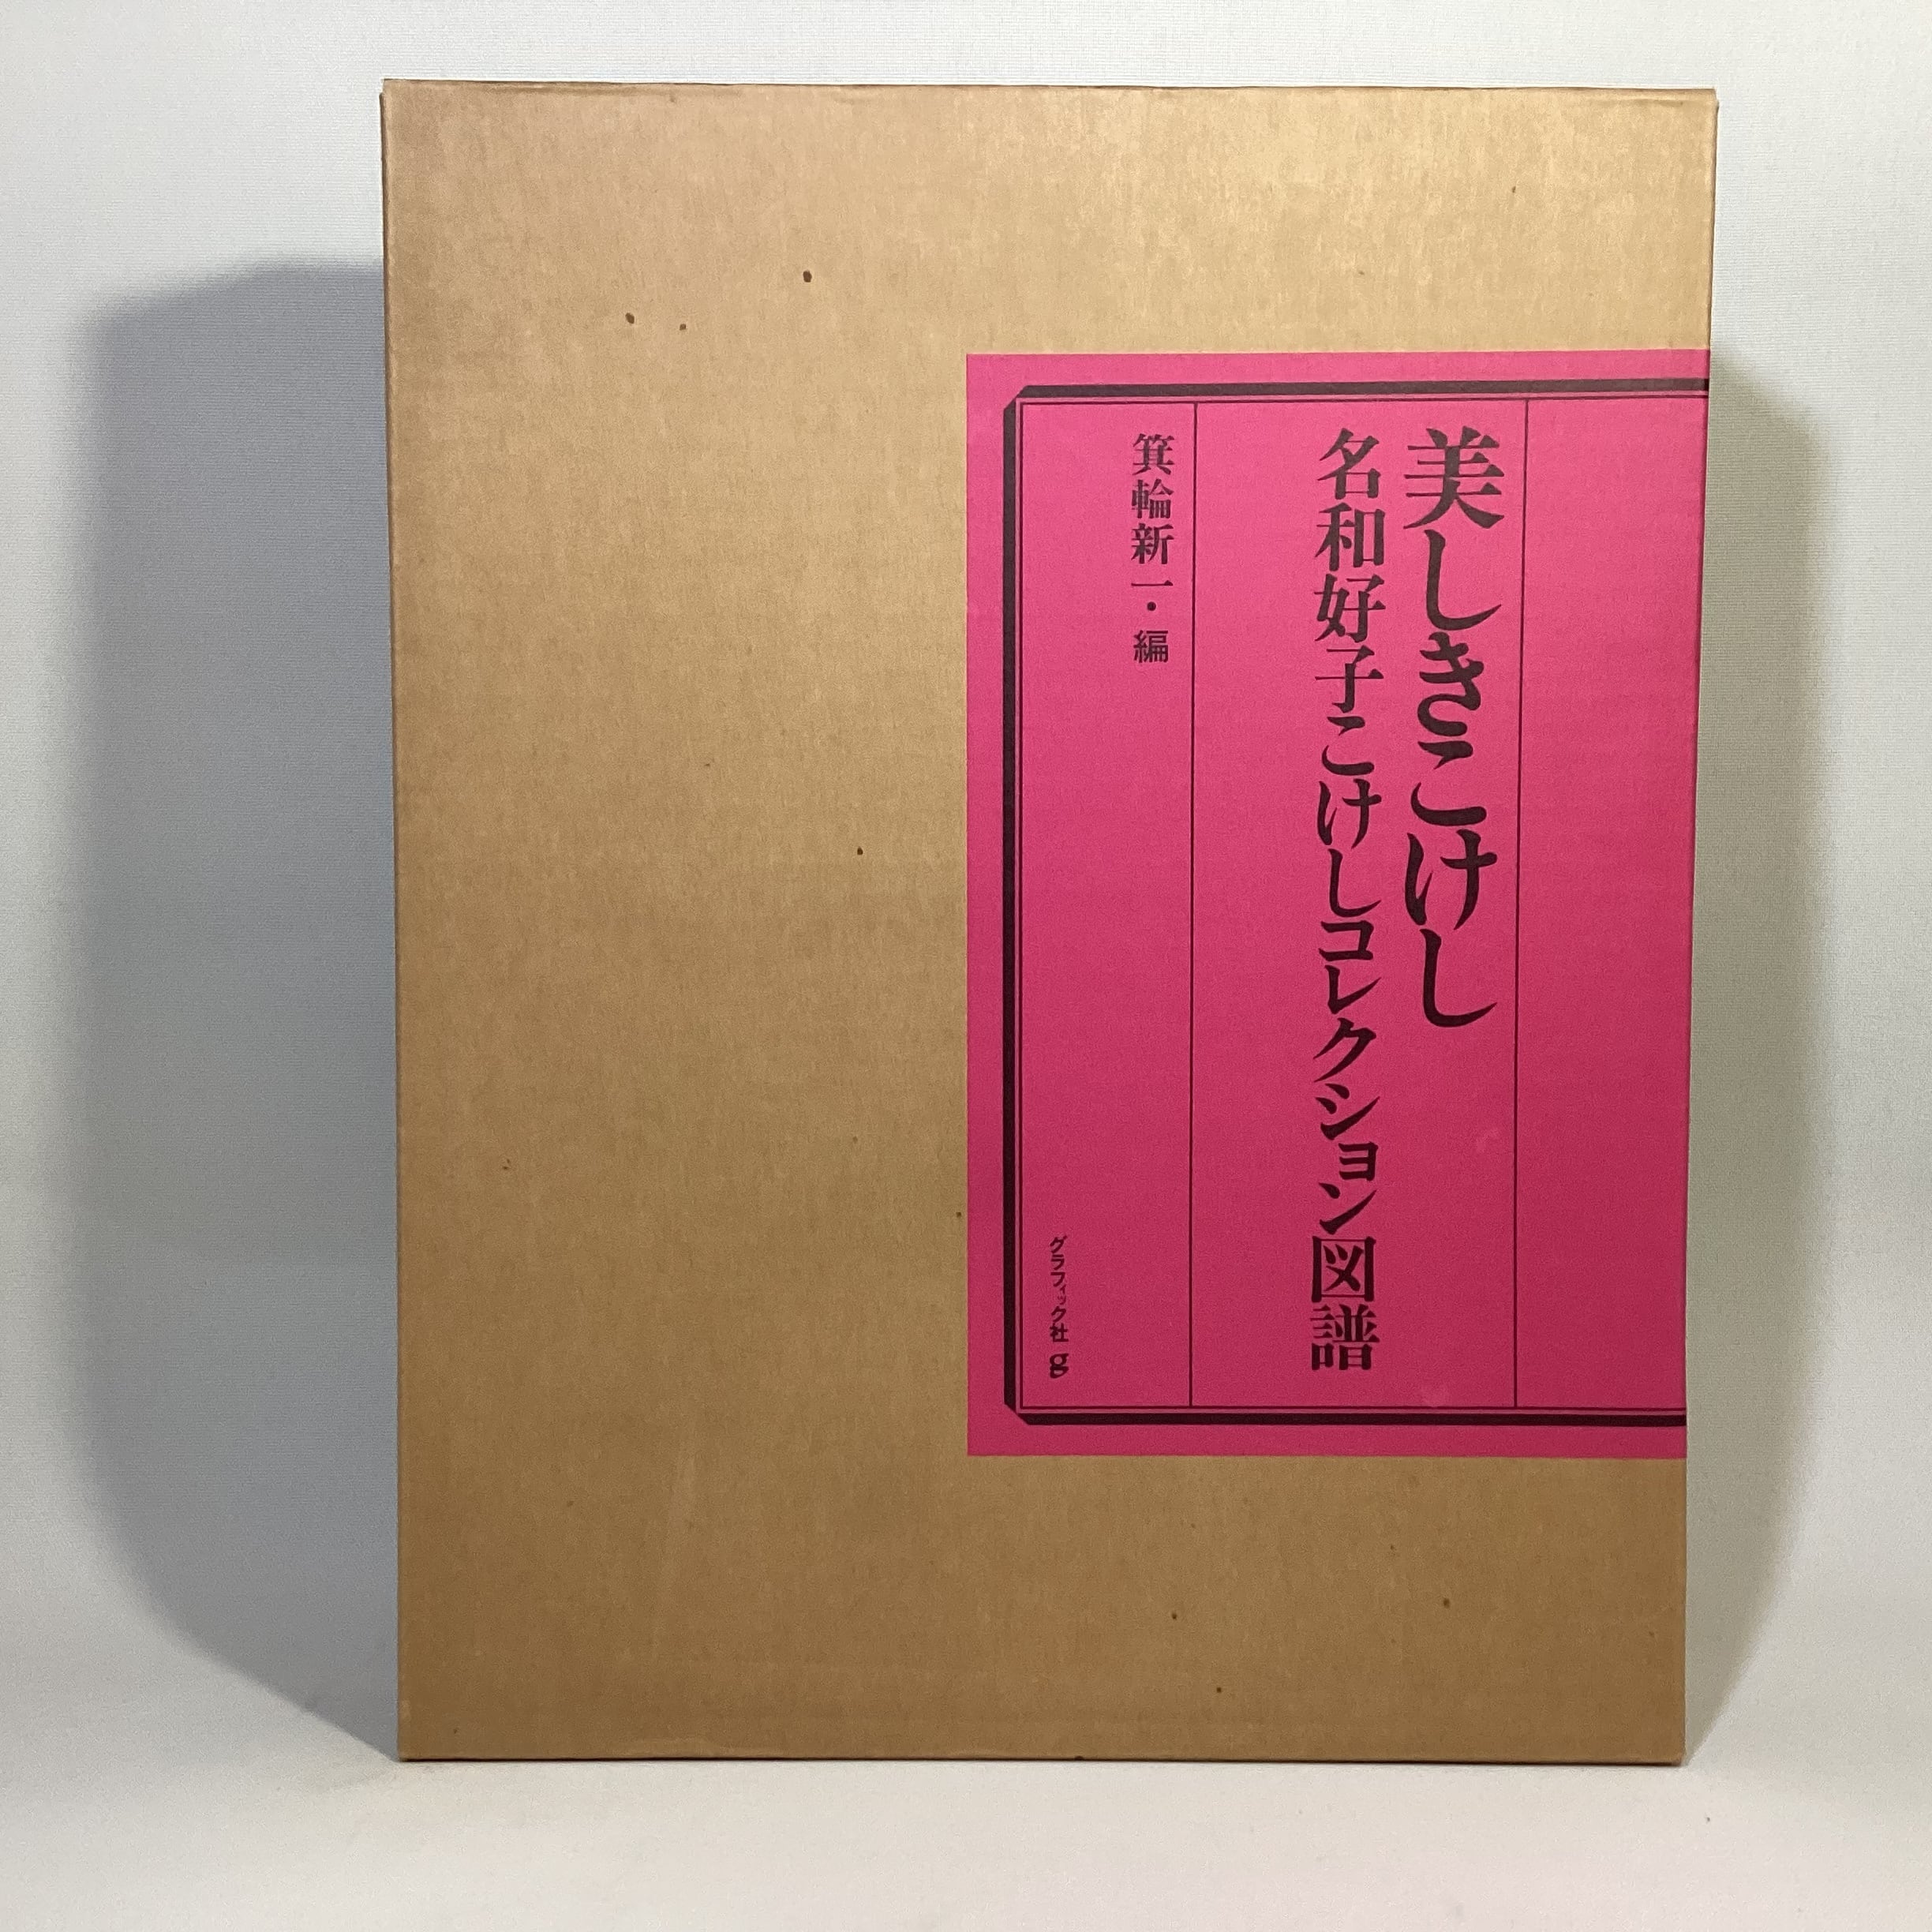 美しきこけし
名和好子こけしコレクション図譜
箕輪新一・編
グラフィック社 g